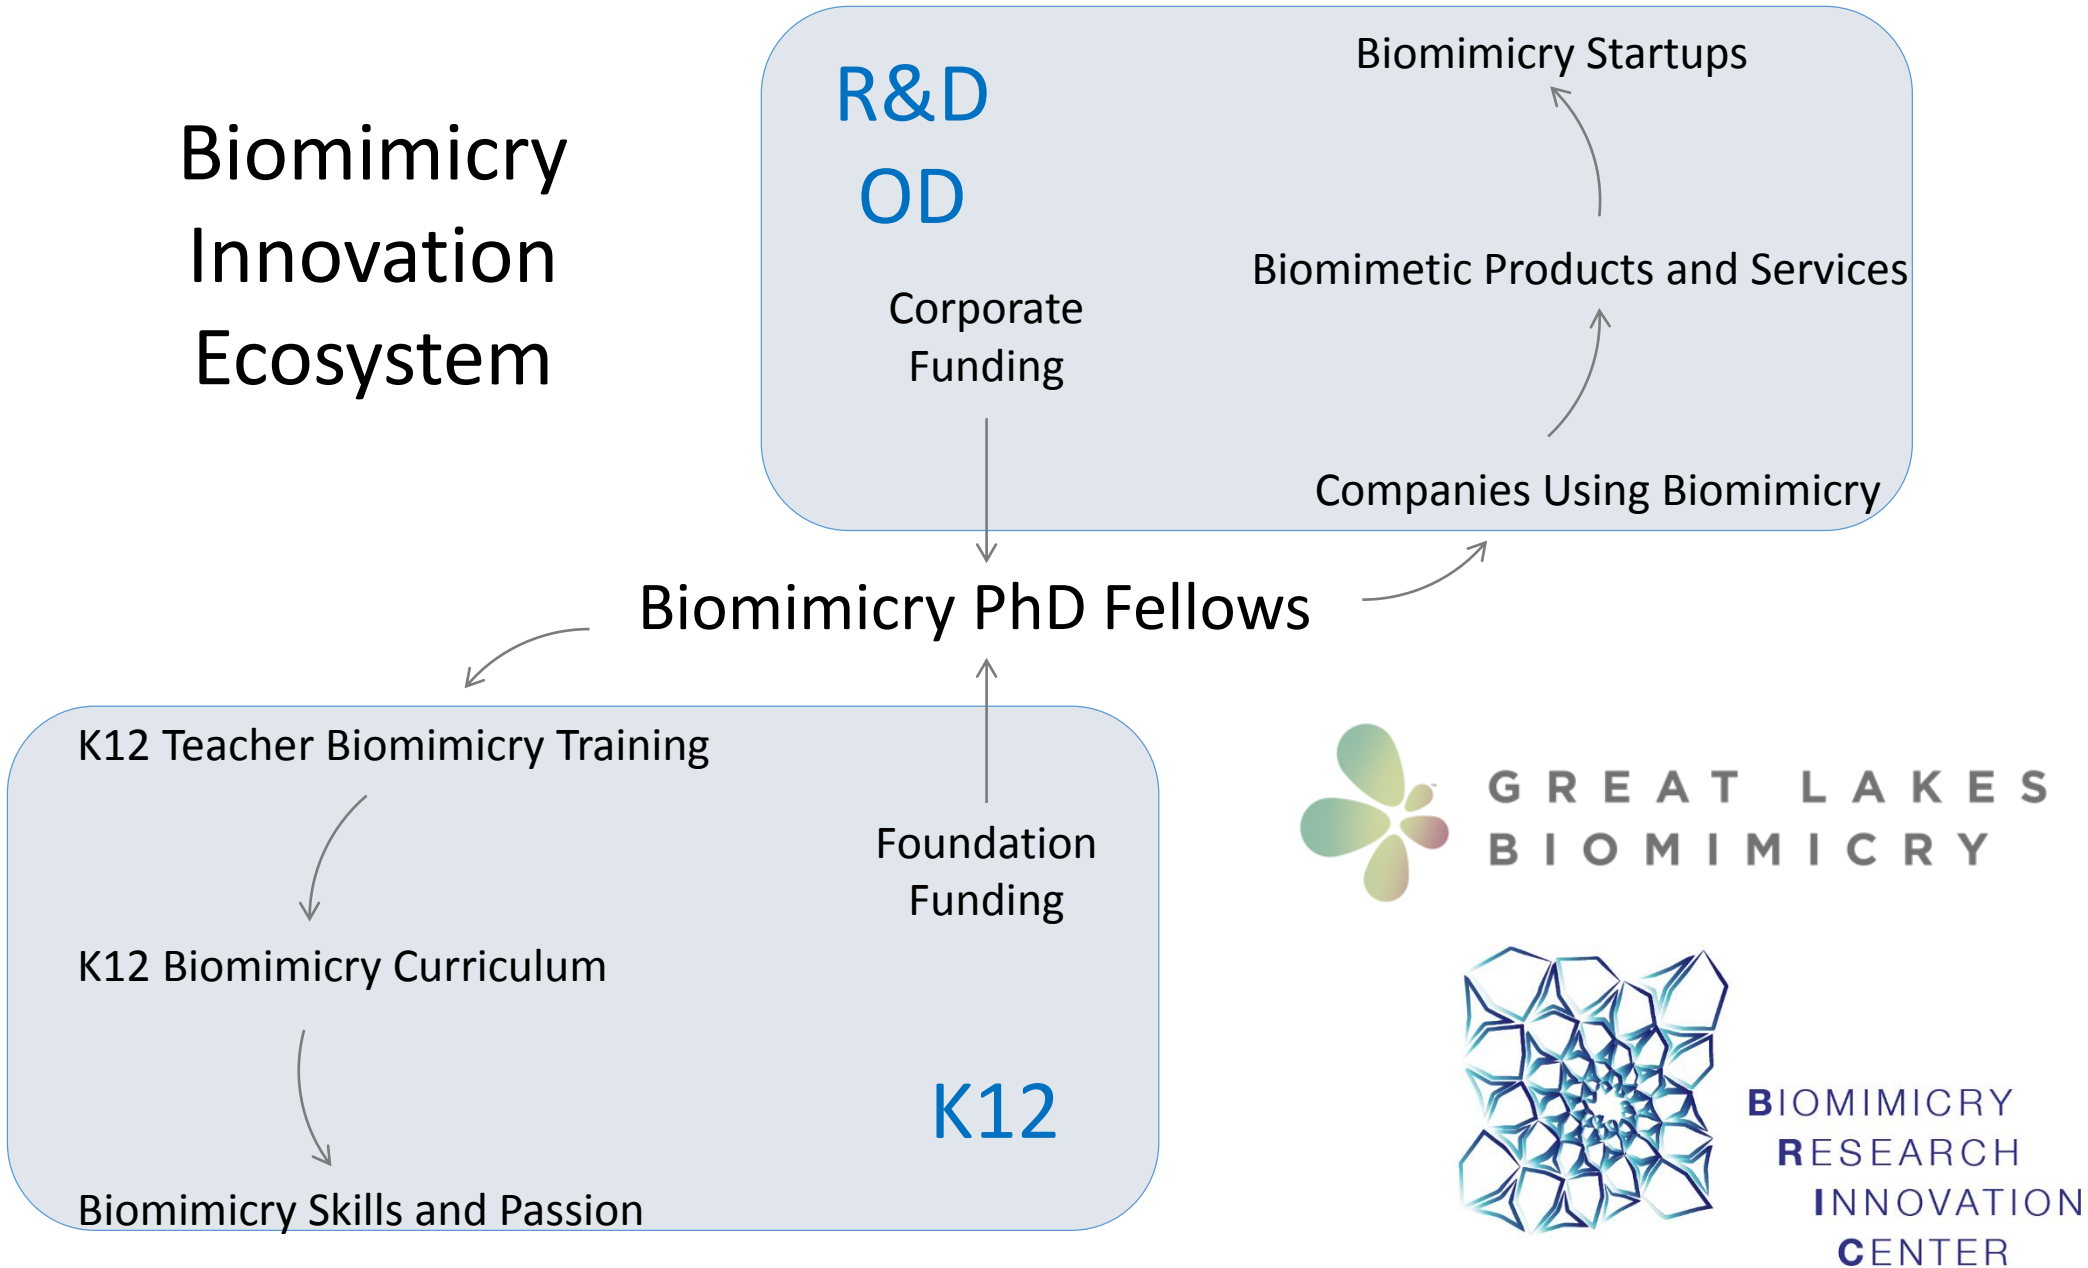 Biomimicry
Innovation
Ecosystem
R&D
OD
Corporate
Funding
Biomimicry Startups
Biomimetic Products and Services
Companies Using Biomimicry
Biomimicry PhD Fellows
K12 Teacher Biomimicry Training
K12 Biomimicry Curriculum
Biomimicry Skills and Passion
Foundation
Funding
K12
GREAT LAKES
BIOMIMICRY
BIOMIMICRY
RESEARCH
INNOVATION
CENTER